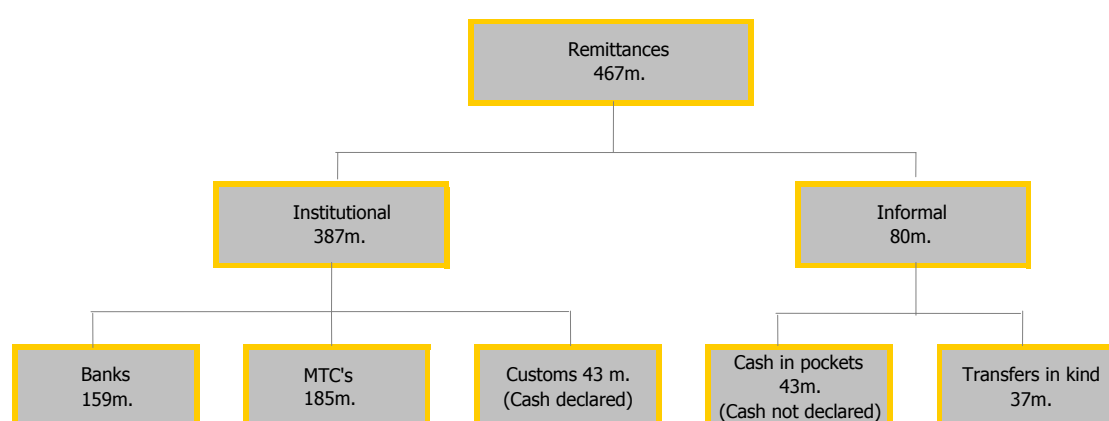 Remittances
467m.
Institutional
387m.
Informal
80m.
Banks
159m.
MTC's
185m.
Customs 43 m.
(Cash declared)
Cash in pockets
43m.
(Cash not declared)
Transfers in kind
37m.